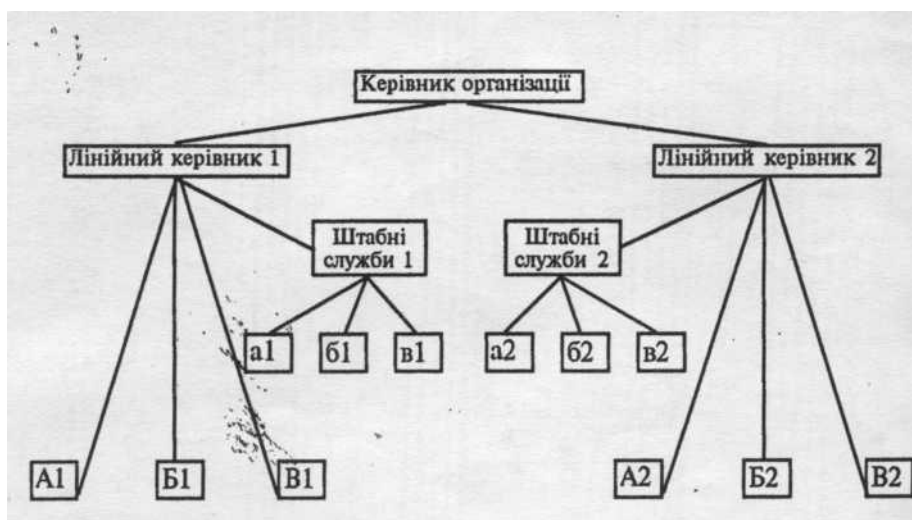 Керівник організації
Лінійний керівник 1
Лінійний керівник 2
Штабні
служби 1
Штабні
служби 2
а1
б1
в1
а2
б2
в2
А1
Б1
В1
А2
Б2
В2